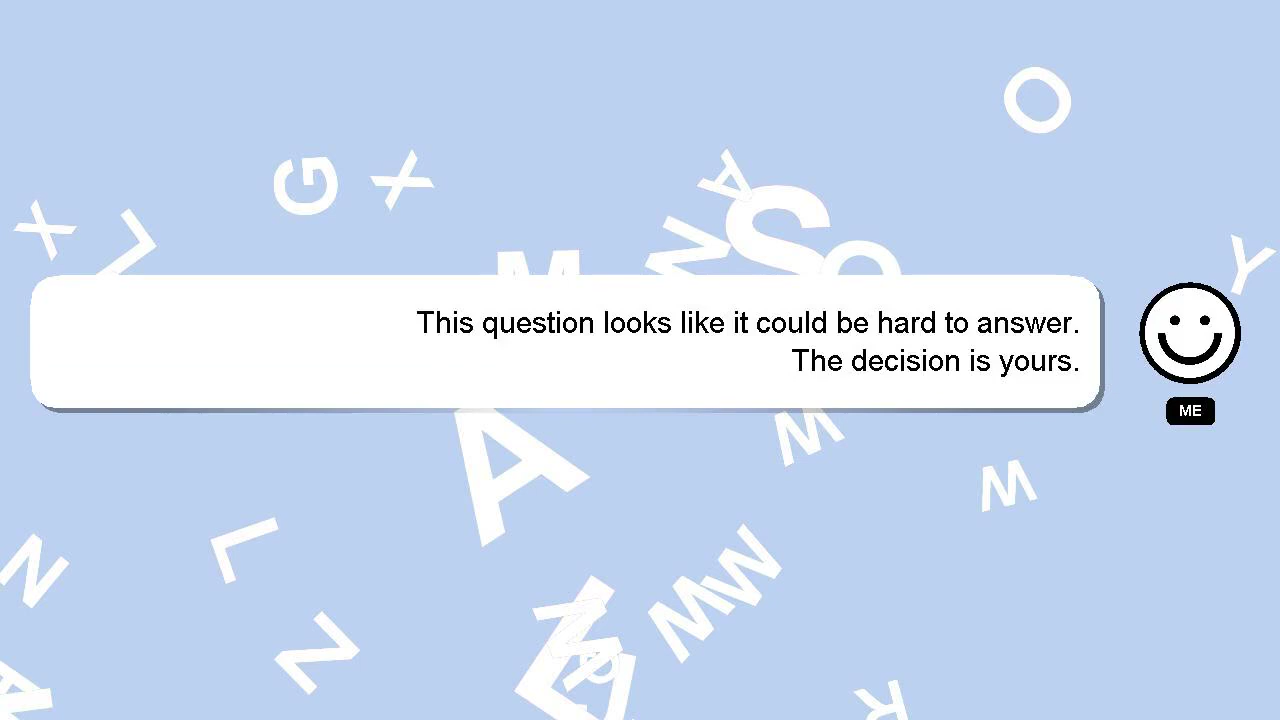 This question looks like it could be hard to answer.
The decision is yours.
ME
O
G
X
A
S
X
L
N
O
Y
M
A
W
W
L
N
W
M
Z
N
L
A
R